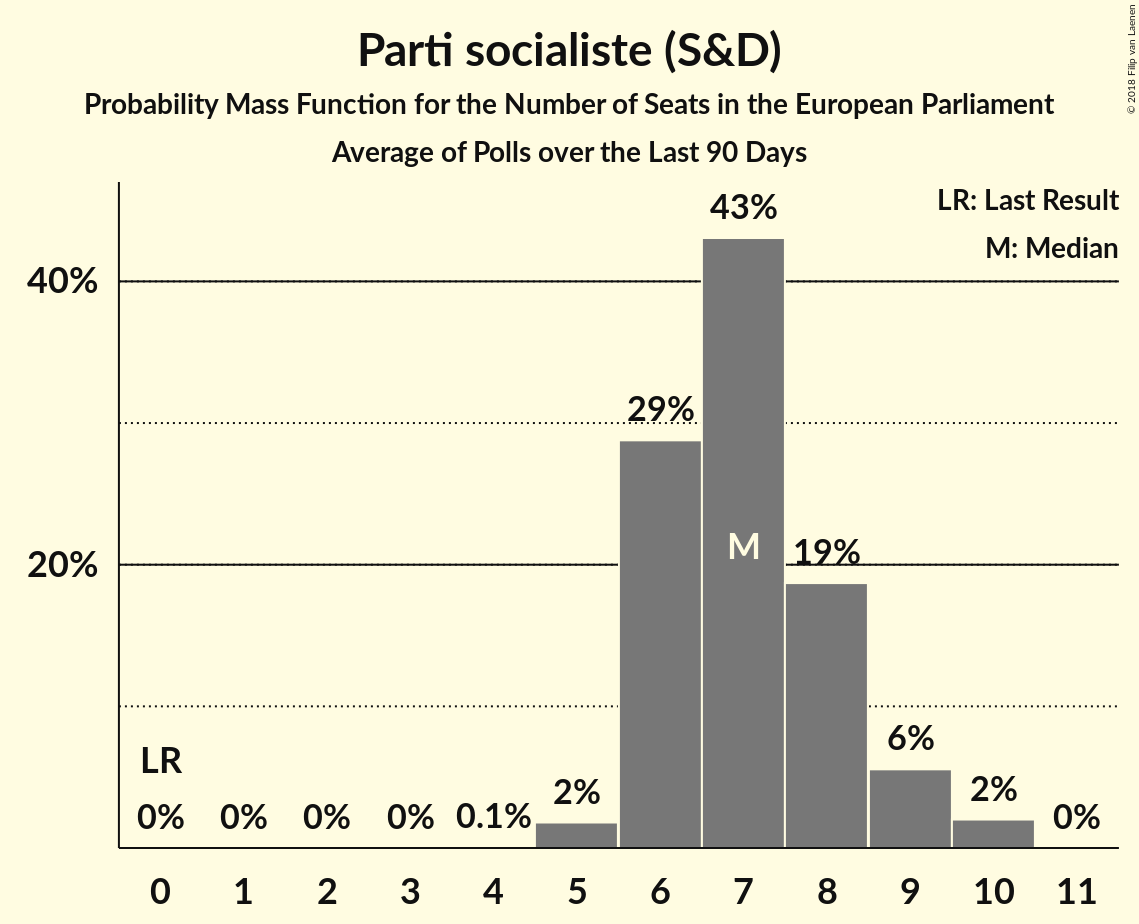 Parti socialiste (S&D)
Probability Mass Function for the Number of Seats in the European Parliament
Average of Polls over the Last 90 Days
© 2018 Filip van Laenen
LR: Last Result
M: Median
43%
40%
29%
M
19%
20%
6%
LR
2%
2%
0% 0% 0% 0% 0.1% 0%
0 1 2 3 4 5 6 7 8 9 10 11